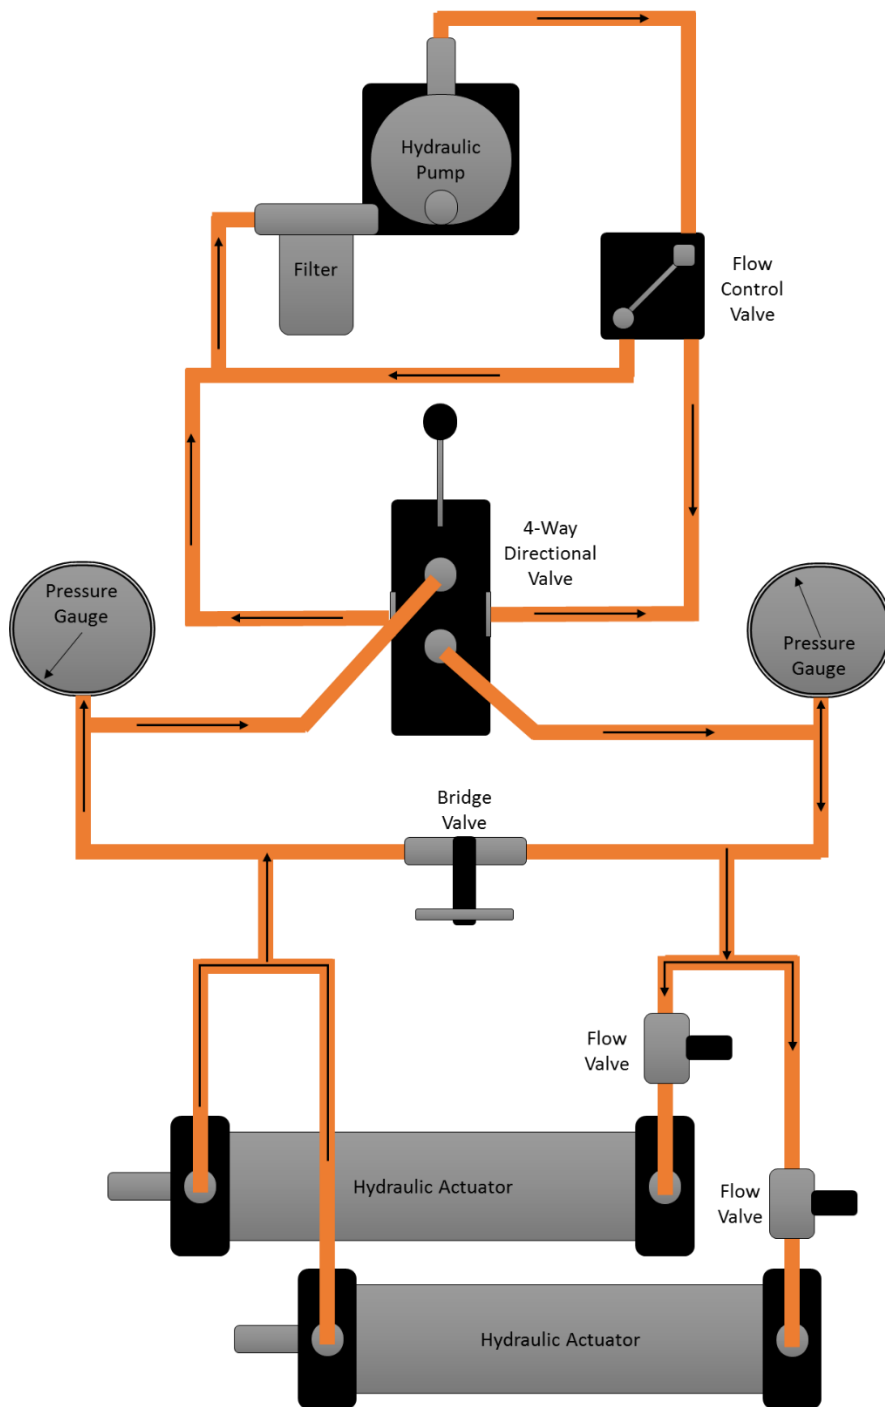 Hydraulic
Pump
Filter
Flow
Control
Valve
4-Way
Directional
Valve
Pressure
Gauge
Pressure
Gauge
Bridge
Valve
Flow
Valve
Hydraulic Actuator
Flow
Valve
Hydraulic Actuator